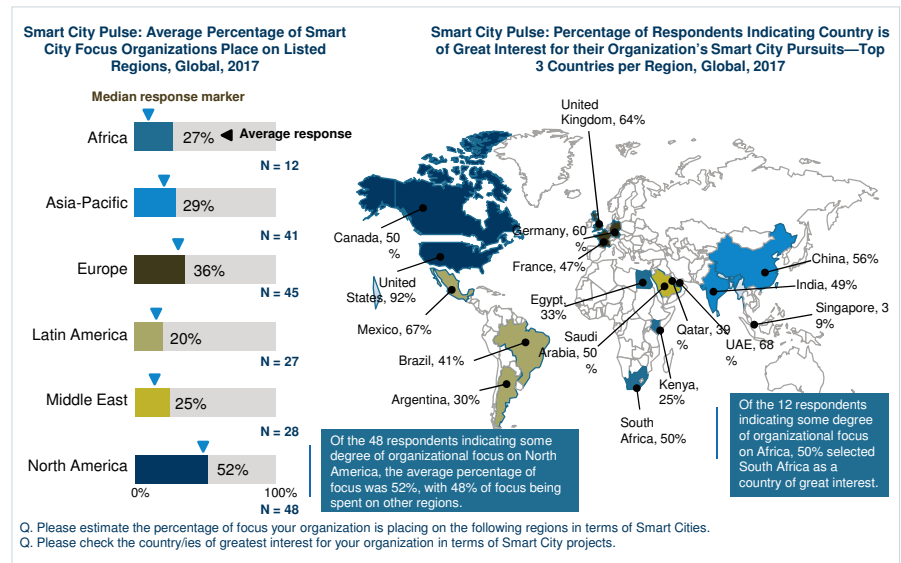 Smart City Pulse: Average Percentage of Smart
City Focus Organizations Place on Listed
Regions, Global, 2017
Smart City Pulse: Percentage of Respondents Indicating Country is
of Great Interest for their Organization's Smart City Pursuits—Top
3 Countries per Region, Global, 2017
Median response marker
Africa
27%
Average response
N = 12
Asia-Pacific
29%
N = 41
Europe
36%
N = 45
Latin America
20%
N = 27
Middle East
25%
N = 28
North America
52%
0%
100%
N = 48
United
Kingdom, 64%
Canada, 50
%
Germany, 60
%
France, 47%
United
States, 92%
Mexico, 67%
Brazil, 41%
Argentina, 30%
Egypt,
33%
Saudi
Arabia, 50
%
Qatar, 39
%
UAE, 68
%
Kenya,
25%
South
Africa, 50%
China, 56%
India, 49%
Singapore, 3
9%
Of the 48 respondents indicating some
degree of organizational focus on North
America, the average percentage of
focus was 52%, with 48% of focus being
spent on other regions.
Of the 12 respondents
indicating some degree
of organizational focus
on Africa, 50% selected
South Africa as a
country of great interest.
Q. Please estimate the percentage of focus your organization is placing on the following regions in terms of Smart Cities.
Q. Please check the country/ies of greatest interest for your organization in terms of Smart City projects.